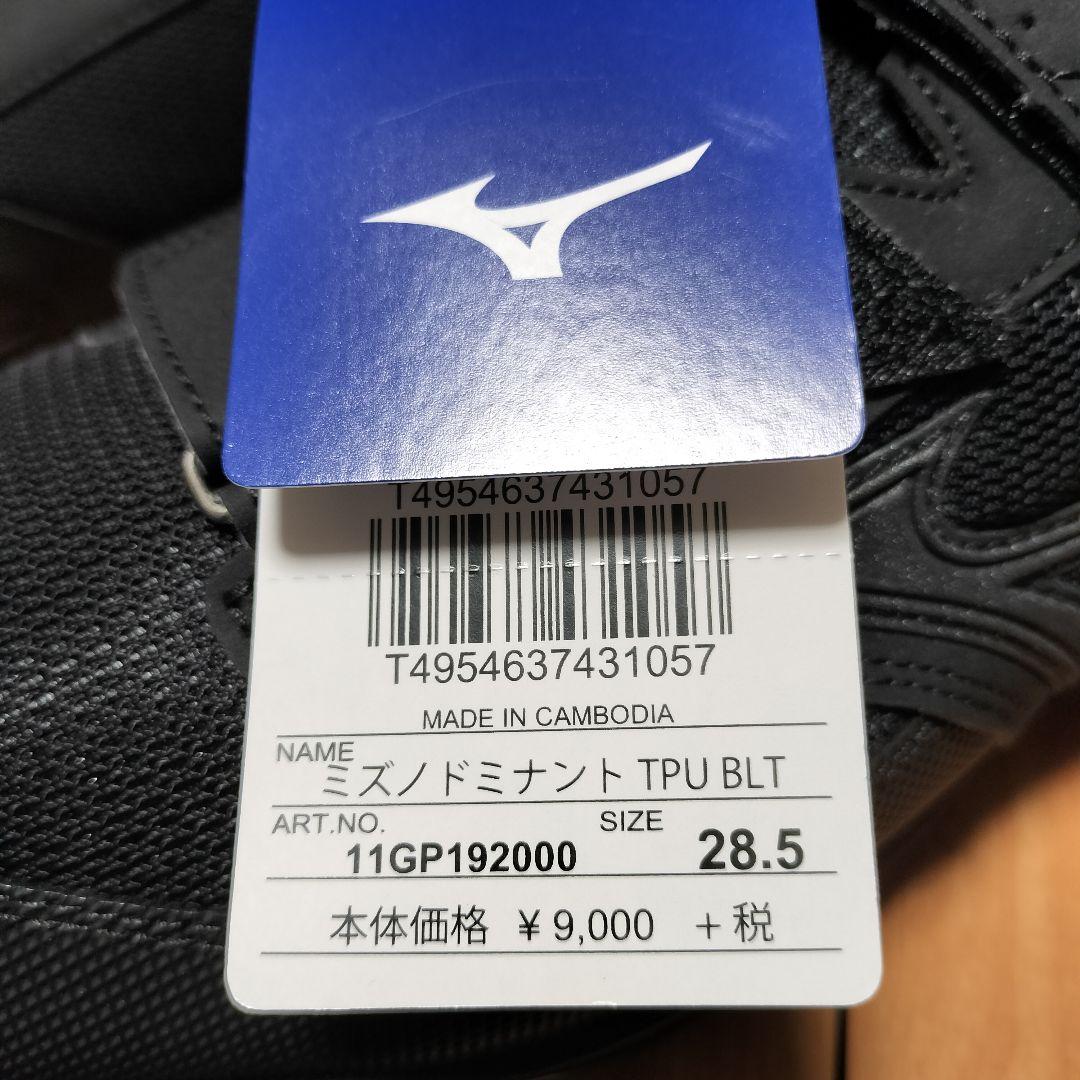 T4954637431057
T4954637431057
MADE IN CAMBODIA
NAME
ミズノドミナント TPU BLT
ART.NO. SIZE
11GP192000 28.5
本体価格 ¥9,000 +税